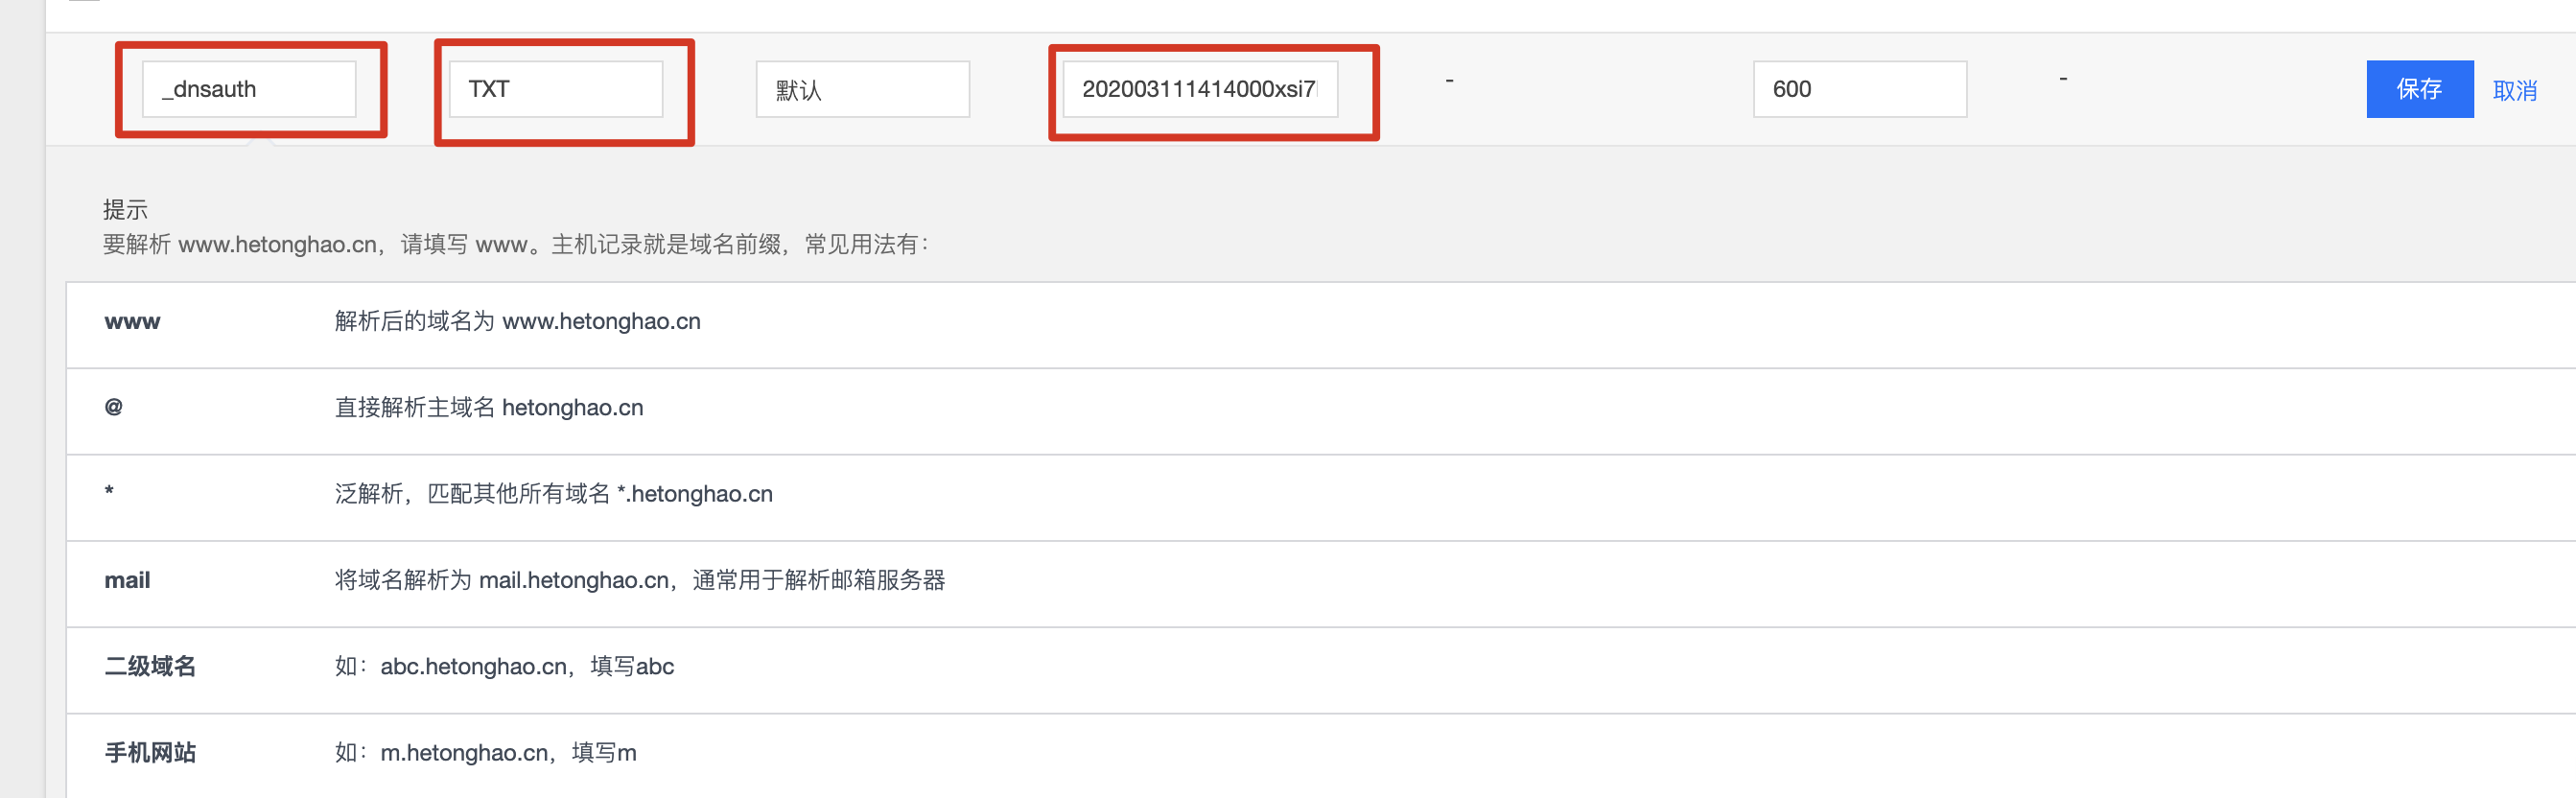 _dnsauth TXT 默认 202003111414000xsi7 - 600 - 保存 取消
提示
要解析 www.hetonghao.cn，请填写 www。主机记录就是域名前缀，常见用法有：
www 解析后的域名为 www.hetonghao.cn
@ 直接解析主域名 hetonghao.cn
* 泛解析，匹配其他所有域名 *.hetonghao.cn
mail 将域名解析为 mail.hetonghao.cn，通常用于解析邮箱服务器
二级域名 如：abc.hetonghao.cn，填写abc
手机网站 如：m.hetonghao.cn，填写m